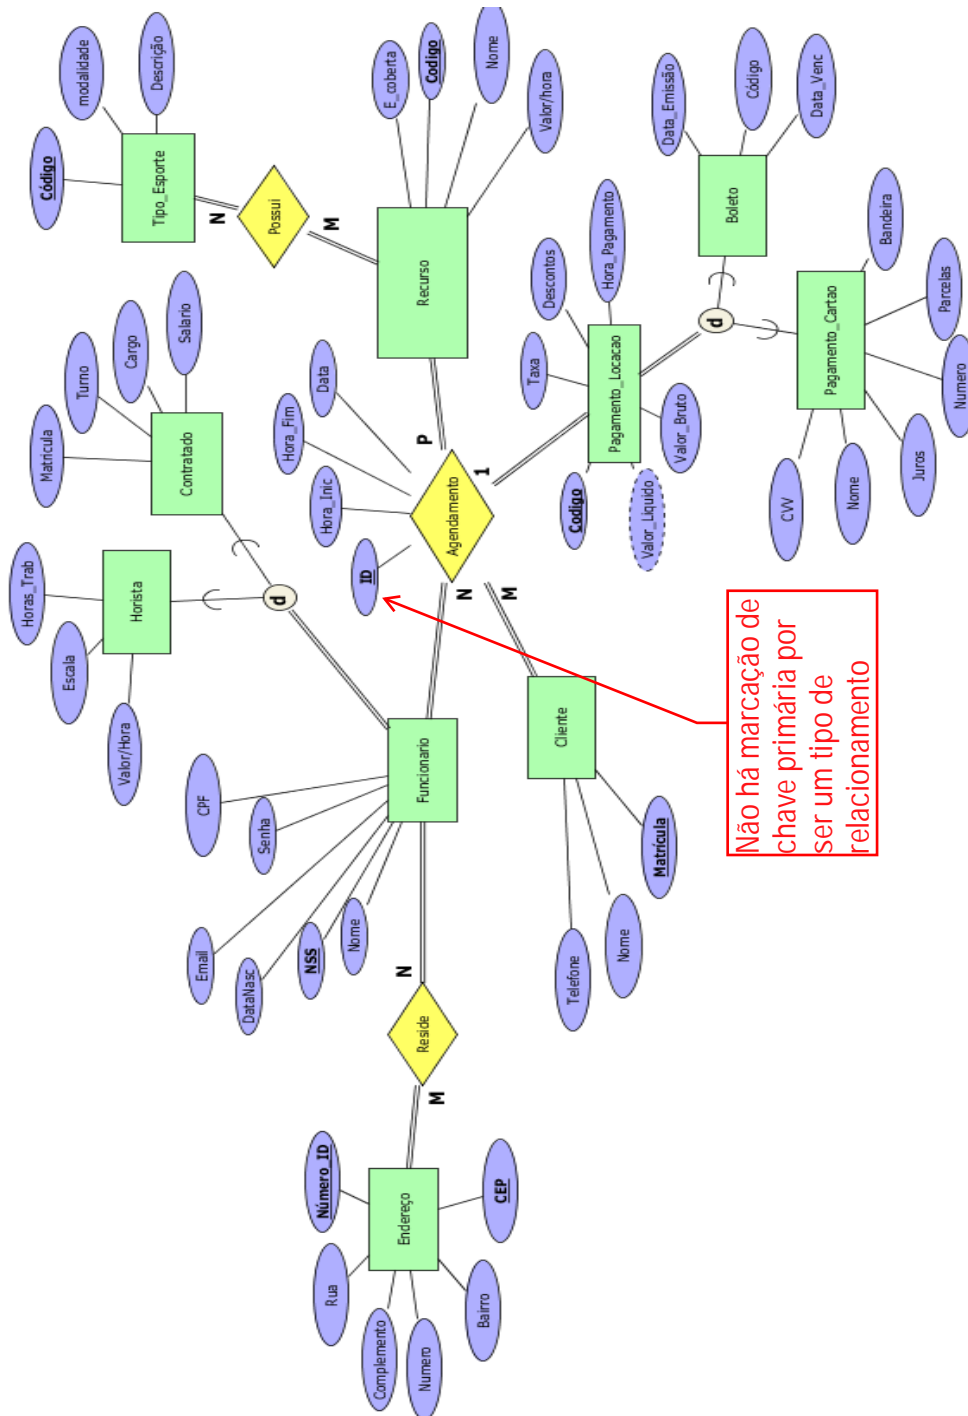 Número_ID
Rua
Complemento
Numero
Bairro
CEP
Endereço
M
Reside
N
Email
DataNasc
NSS
Nome
CPF
Senha
Funcionario
Telefone
Nome
Matrícula
Cliente
Valor/Hora
Escala
Horas_Trab
Horista
d
Matricula
Turno
Cargo
Salario
Contratado
N
M
P
1
Agendamento
ID
Hora_Inic
Hora_Fim
Data
Recurso
E_coberta
Codigo
Nome
Valor/hora
M
Possui
N
Tipo_Esporte
Código
modalidade
Descrição
Codigo
Valor_Liquido
Valor_Bruto
Taxa
Descontos
Hora_Pagamento
Pagamento_Locacao
d
Boleto
Data_Emissão
Código
Data_Venc
Pagamento_Cartao
CVV
Nome
Juros
Numero
Parcelas
Bandeira
Não há marcação de
chave primária por
ser um tipo de
relacionamento